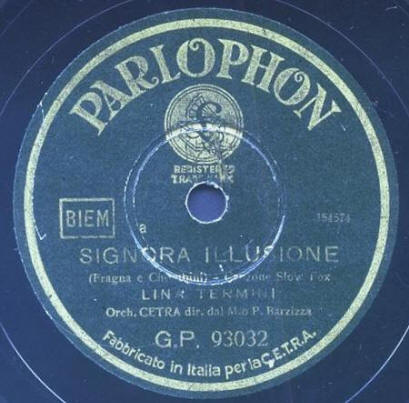 PARLOPHON
REGISTERED
TRADE MARK
BIEM
a
154574
SIGNORA ILLUSIONE
(Fragna e Cherubini) - Canzone Slow Fox
LINA TERMINI
Orch. CETRA dir. dal M.o P. Barzizza
G.P. 93032
Fabbricato in Italia per la C.E.T.R.A.